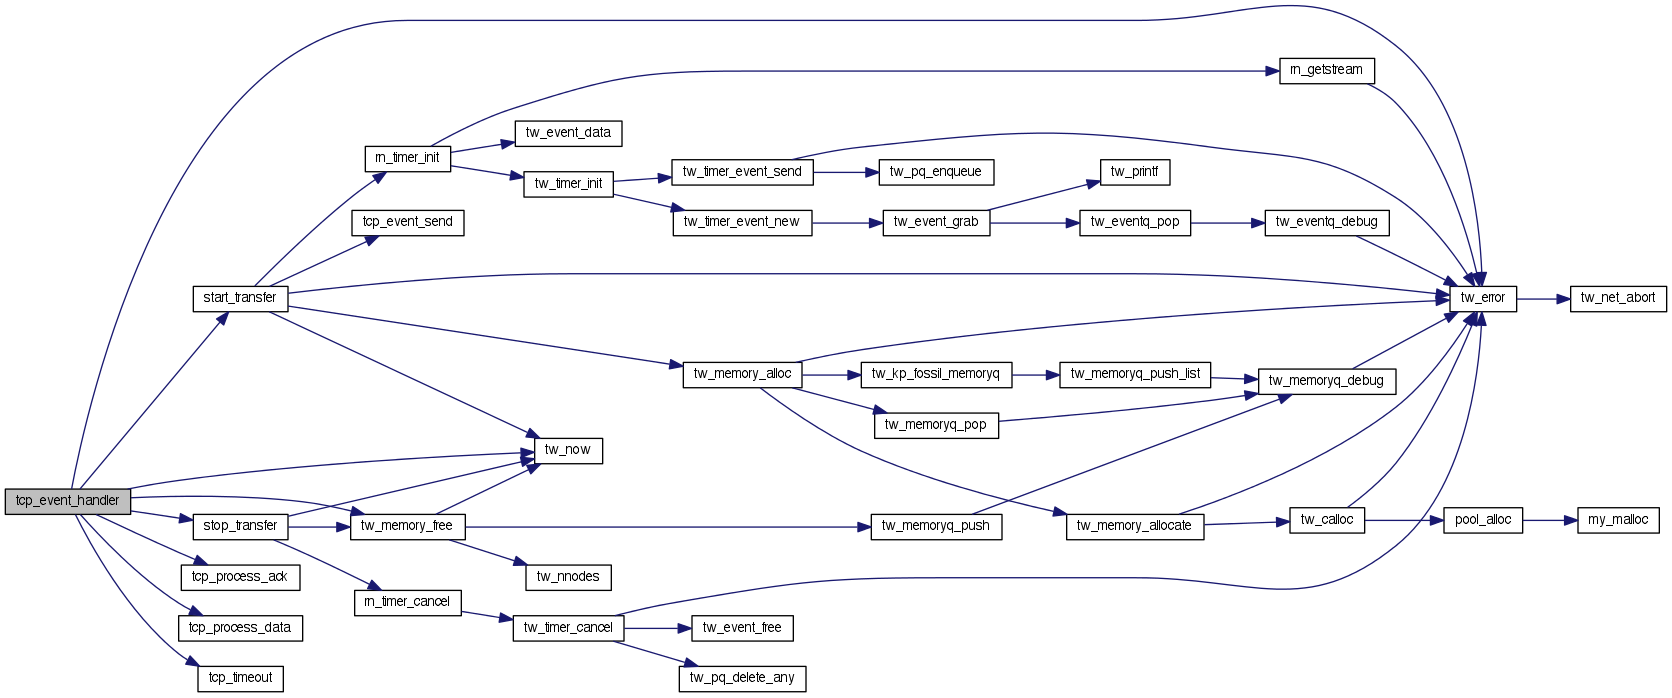 tcp_event_handler
start_transfer
stop_transfer
tcp_process_ack
tcp_process_data
tcp_timeout
rn_timer_init
tcp_event_send
tw_memory_free
rn_timer_cancel
tw_event_data
tw_timer_init
tw_now
tw_nnodes
tw_timer_cancel
tw_timer_event_send
tw_timer_event_new
tw_memory_alloc
tw_event_free
tw_pq_delete_any
tw_pq_enqueue
tw_event_grab
tw_kp_fossil_memoryq
tw_memoryq_pop
tw_memoryq_push
tw_printf
tw_eventq_pop
tw_memoryq_push_list
tw_memory_allocate
rn_getstream
tw_eventq_debug
tw_memoryq_debug
tw_calloc
tw_error
pool_alloc
tw_net_abort
my_malloc